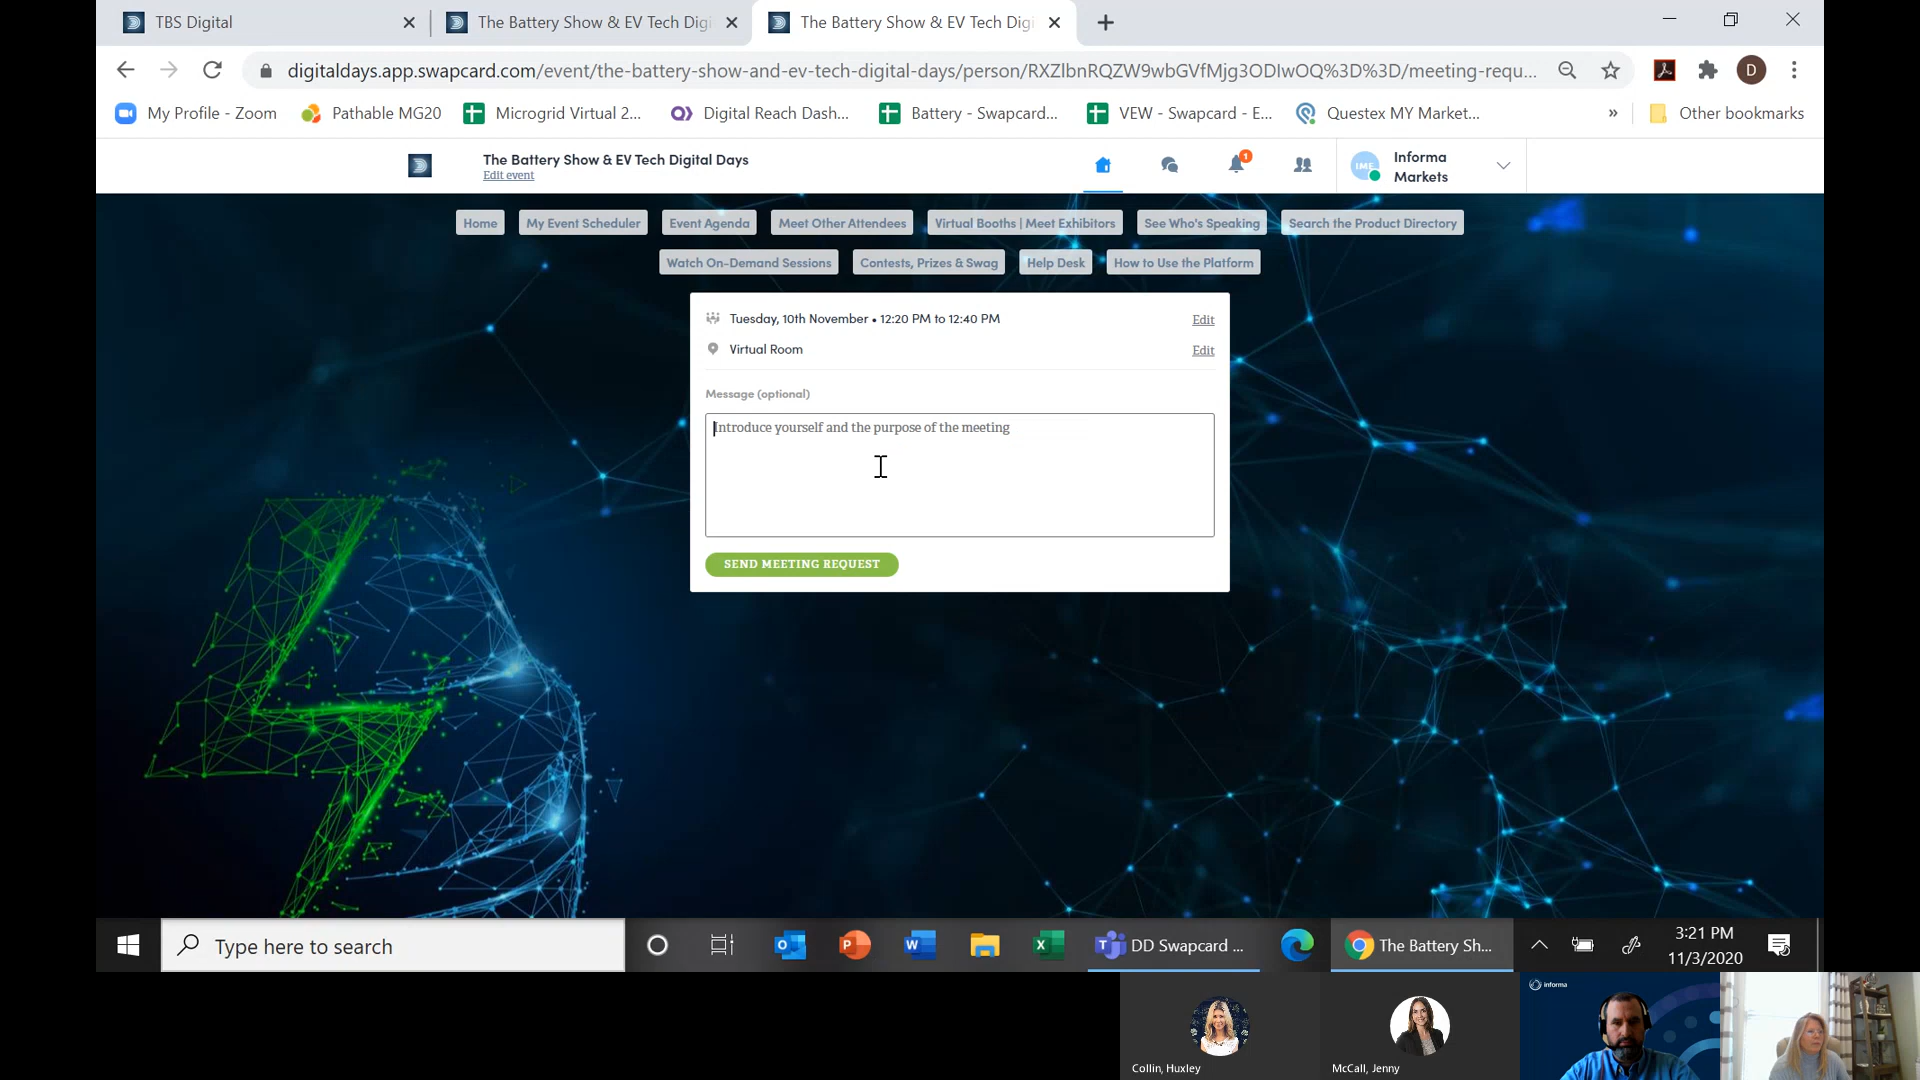 TBS Digital
The Battery Show & EV Tech Digi
The Battery Show & EV Tech Digi
digitaldays.app.swapcard.com/event/the-battery-show-and-ev-tech-digital-days/person/RXZlbnRQZW9wbGVfMjg3ODIwOQ%3D%3D/meeting-requ...
D
My Profile - Zoom
Pathable MG20
Microgrid Virtual 2...
Digital Reach Dash...
Battery - Swapcard...
VEW - Swapcard - E...
Questex MY Market...
»
Other bookmarks
The Battery Show & EV Tech Digital Days
Edit event
1
IME
Informa
Markets
Home
My Event Scheduler
Event Agenda
Meet Other Attendees
Virtual Booths | Meet Exhibitors
See Who's Speaking
Search the Product Directory
Watch On-Demand Sessions
Contests, Prizes & Swag
Help Desk
How to Use the Platform
Tuesday, 10th November • 12:20 PM to 12:40 PM
Edit
Virtual Room
Edit
Message (optional)
Introduce yourself and the purpose of the meeting
SEND MEETING REQUEST
Type here to search
DD Swapcard ...
The Battery Sh...
3:21 PM
11/3/2020
informa
Collin, Huxley
McCall, Jenny